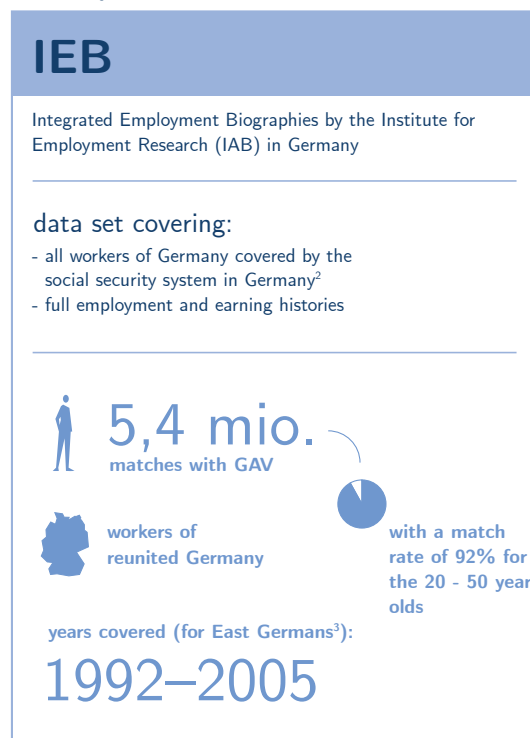 IEB
Integrated Employment Biographies by the Institute for
Employment Research (IAB) in Germany
data set covering:
- all workers of Germany covered by the
social security system in Germany²
- full employment and earning histories
5,4 mio.
matches with GAV
workers of
reunited Germany
with a match
rate of 92% for
the 20 - 50 year
olds
years covered (for East Germans³):
1992–2005